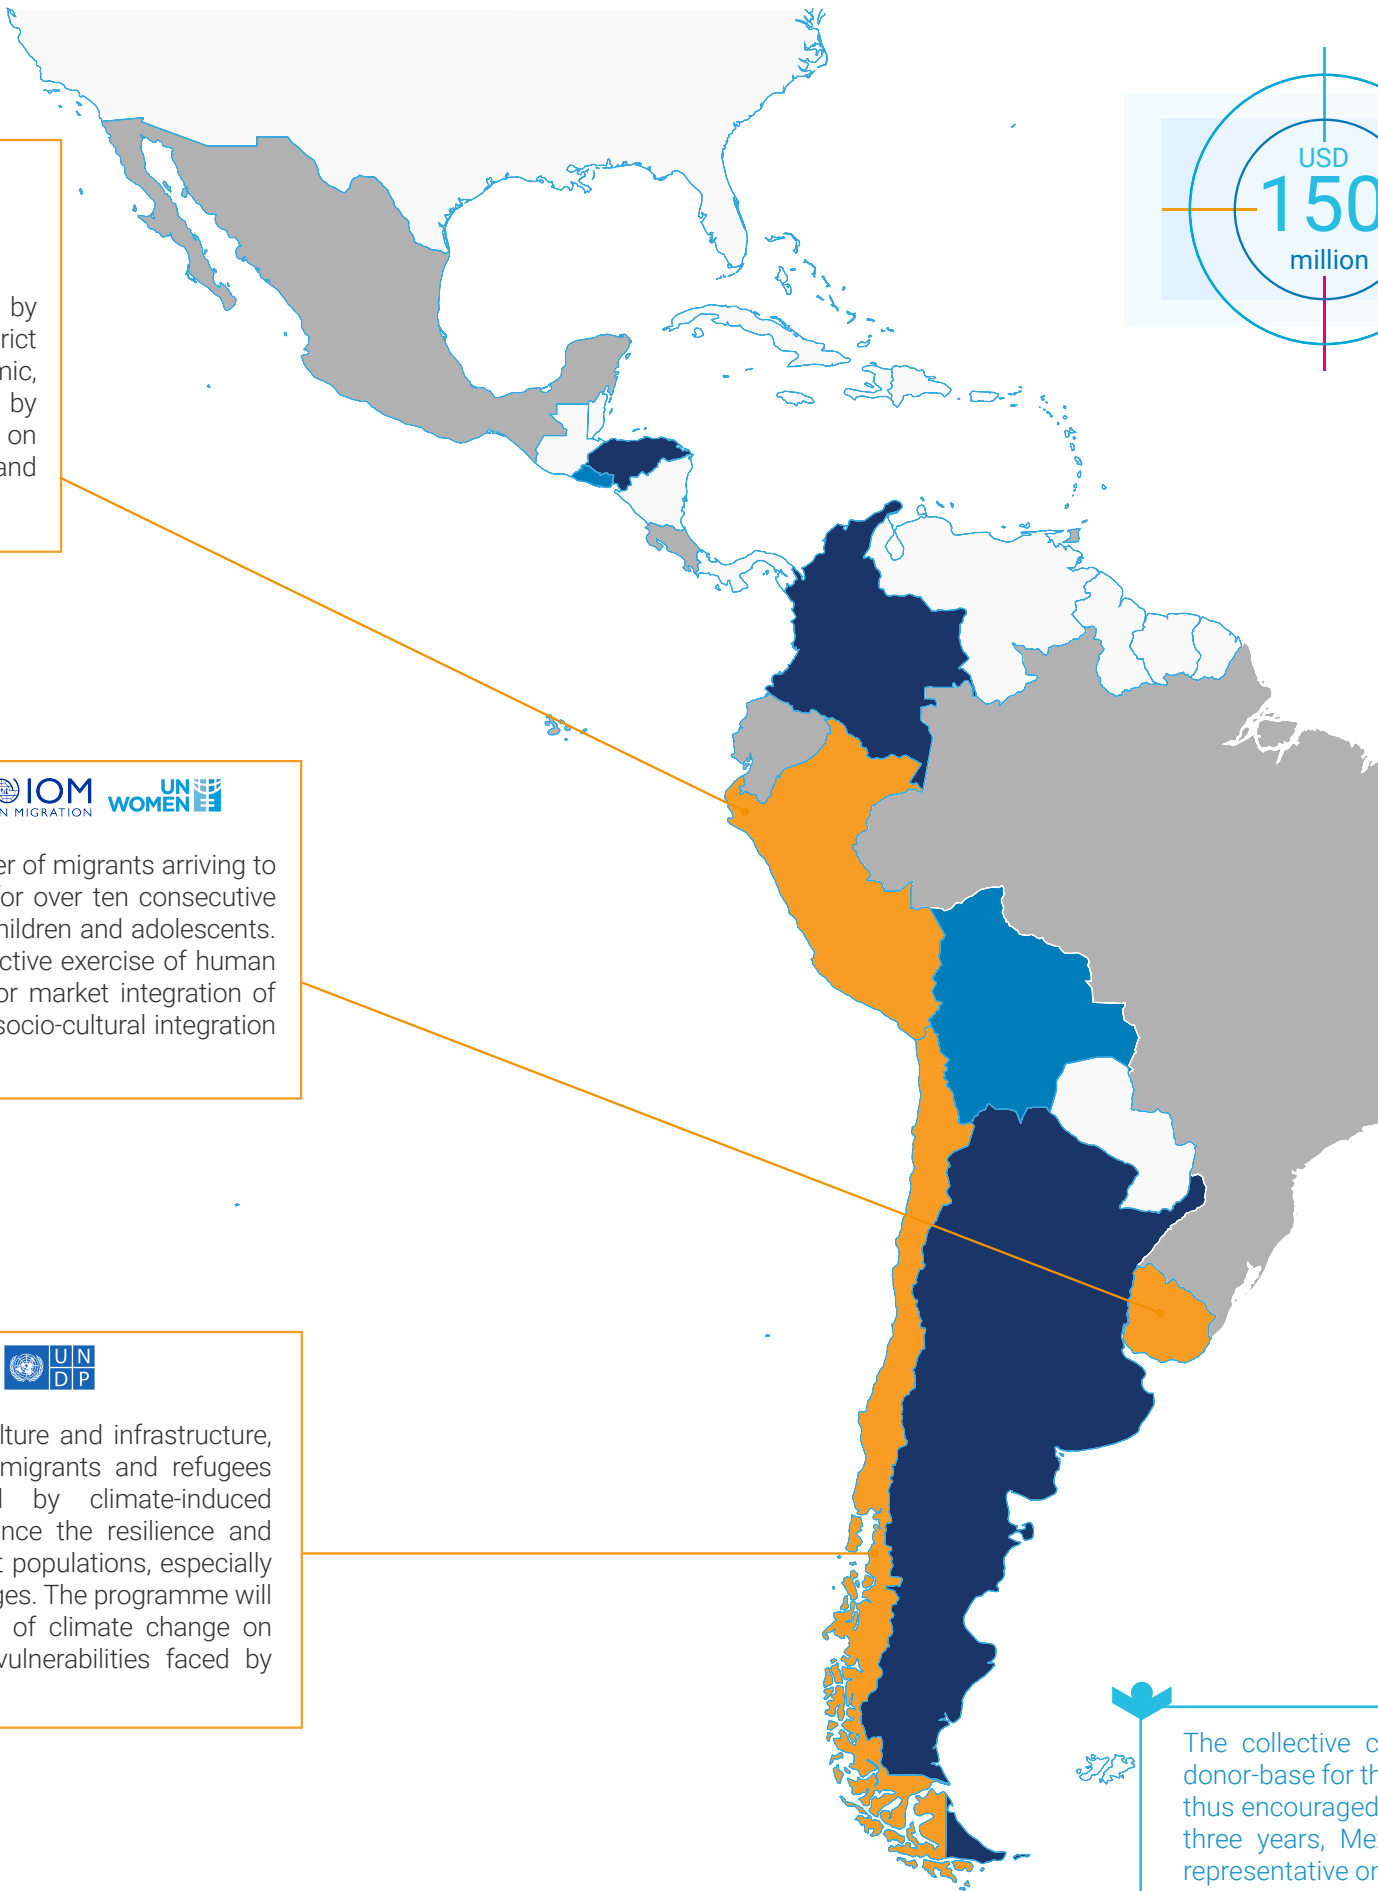 USD
150
million
by
rict
nic,
by
on
and
IOM
N MIGRATION
UN
WOMEN
er of migrants arriving to
or over ten consecutive
hildren and adolescents.
ctive exercise of human
or market integration of
socio-cultural integration
UN
DP
lture and infrastructure,
migrants and refugees
l by climate-induced
nce the resilience and
t populations, especially
ges. The programme will
of climate change on
vulnerabilities faced by
The collective c
donor-base for th
thus encouraged
three years, Me
representative or